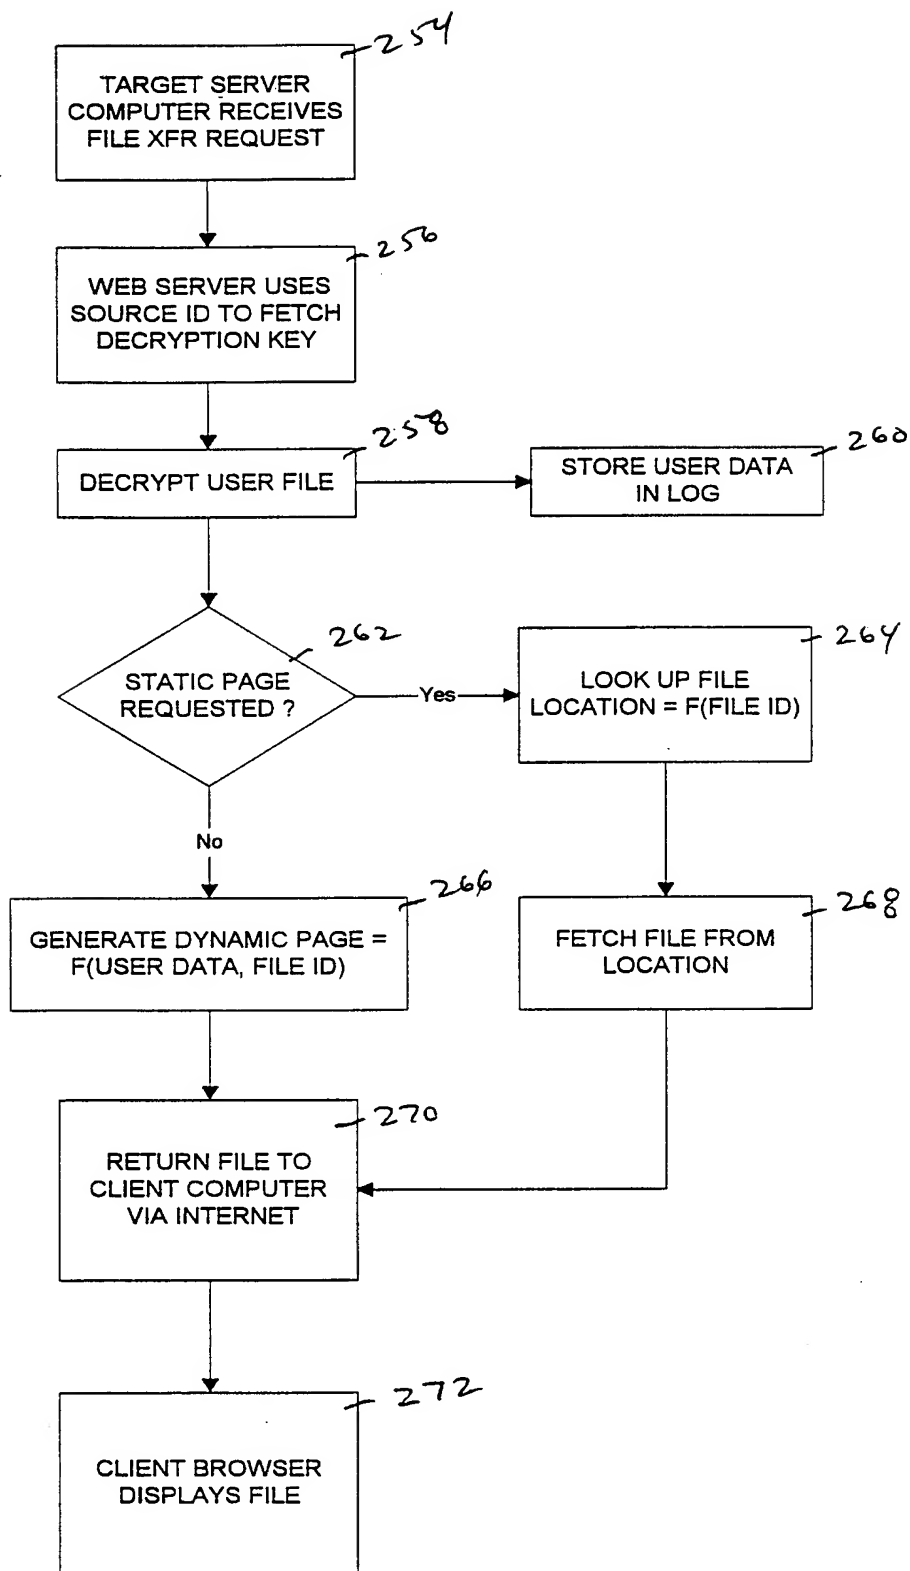 254
TARGET SERVER
COMPUTER RECEIVES
FILE XFR REQUEST
256
WEB SERVER USES
SOURCE ID TO FETCH
DECRYPTION KEY
258
DECRYPT USER FILE
260
STORE USER DATA
IN LOG
262
STATIC PAGE
REQUESTED ?
Yes
264
LOOK UP FILE
LOCATION = F(FILE ID)
No
266
GENERATE DYNAMIC PAGE =
F(USER DATA, FILE ID)
268
FETCH FILE FROM
LOCATION
270
RETURN FILE TO
CLIENT COMPUTER
VIA INTERNET
272
CLIENT BROWSER
DISPLAYS FILE